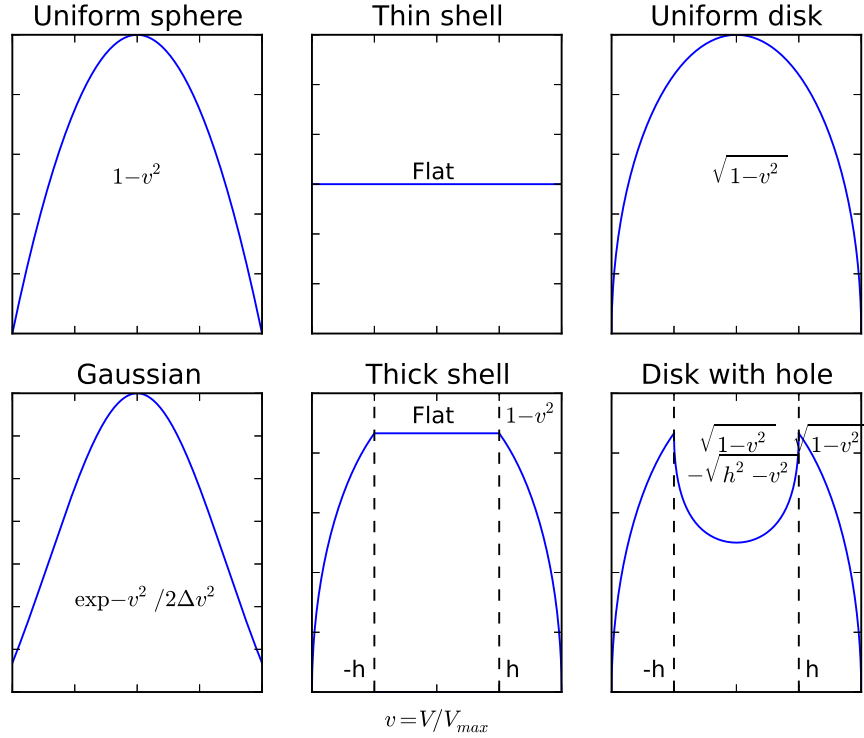 Uniform sphere
Thin shell
Uniform disk
1−v²
Flat
√1−v²
Gaussian
Thick shell
Disk with hole
exp−v² /2Δv²
Flat
1−v²
-h
h
√1−v²
−√h² −v²
√1−v²
-h
h
v=V/Vmax